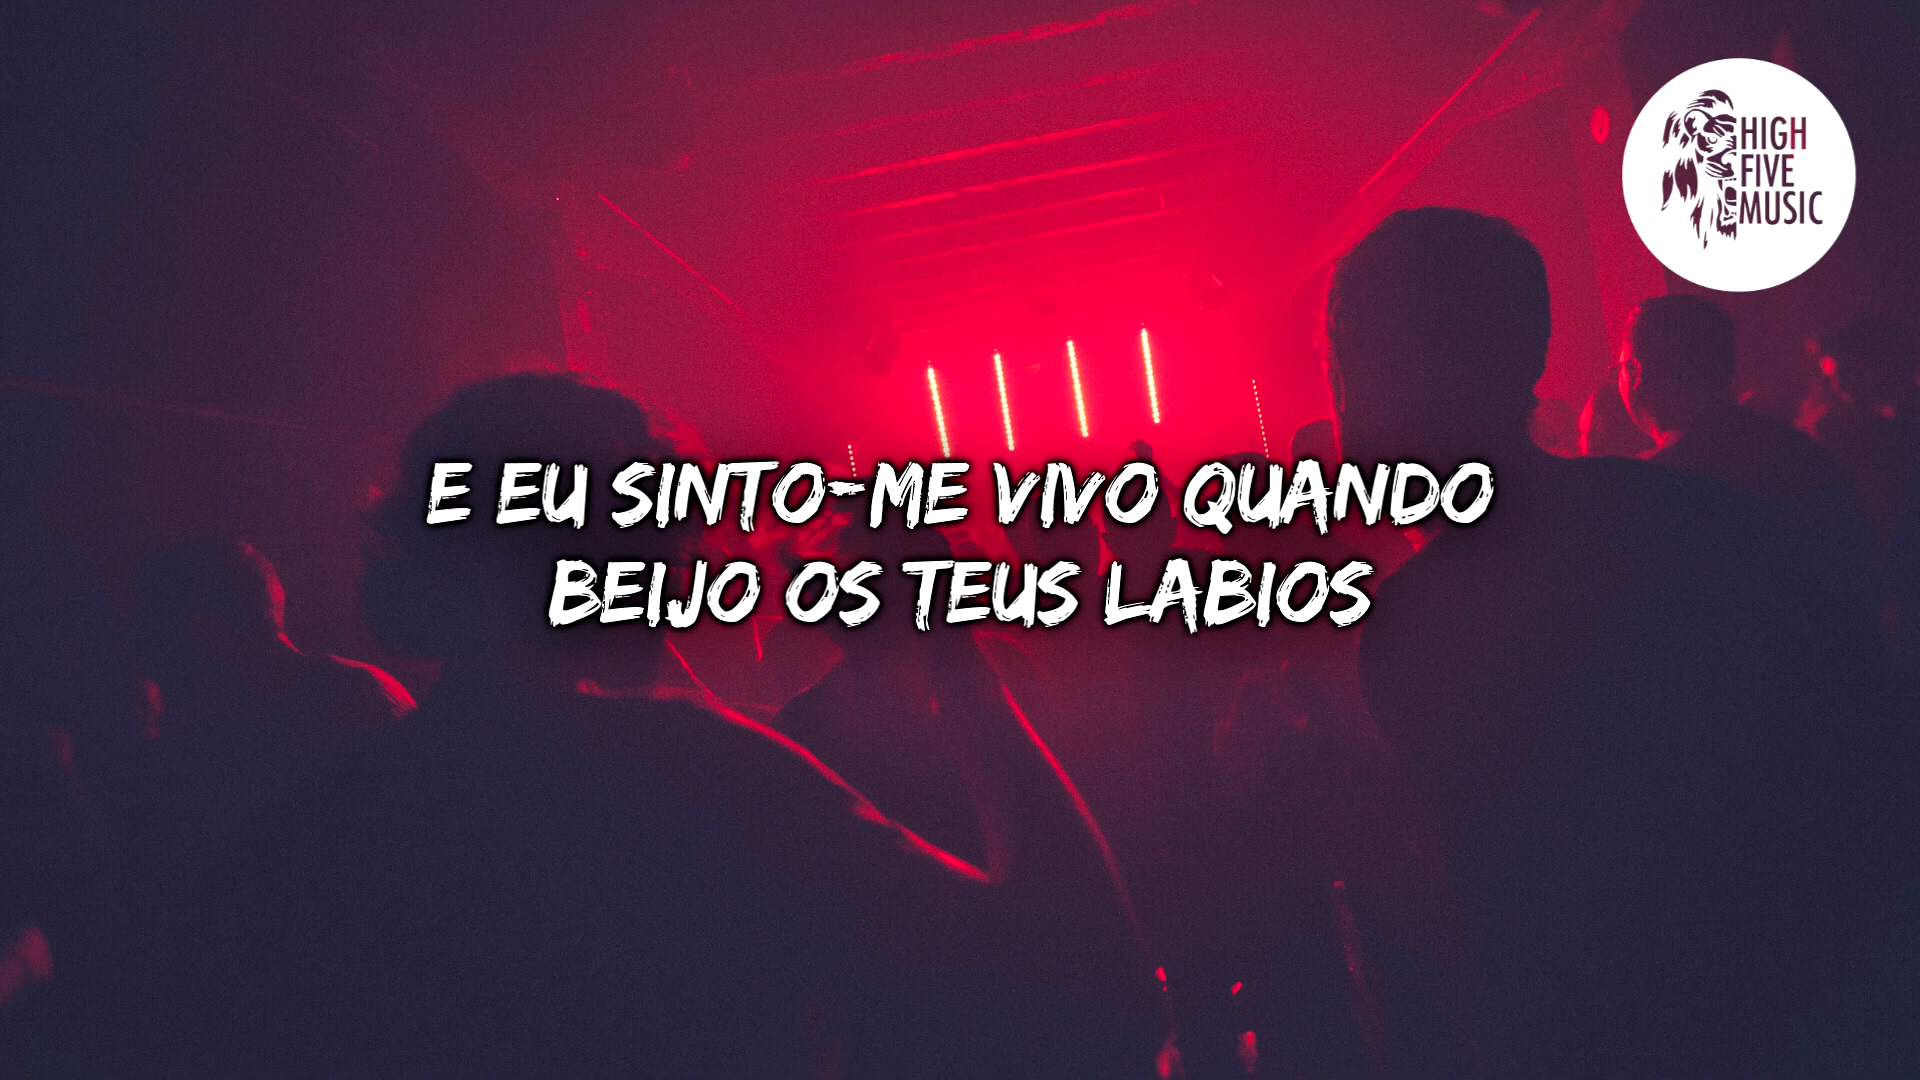 HIGH
FIVE
MUSIC
E EU SINTO-ME VIVO QUANDO
BEIJO OS TEUS LABIOS